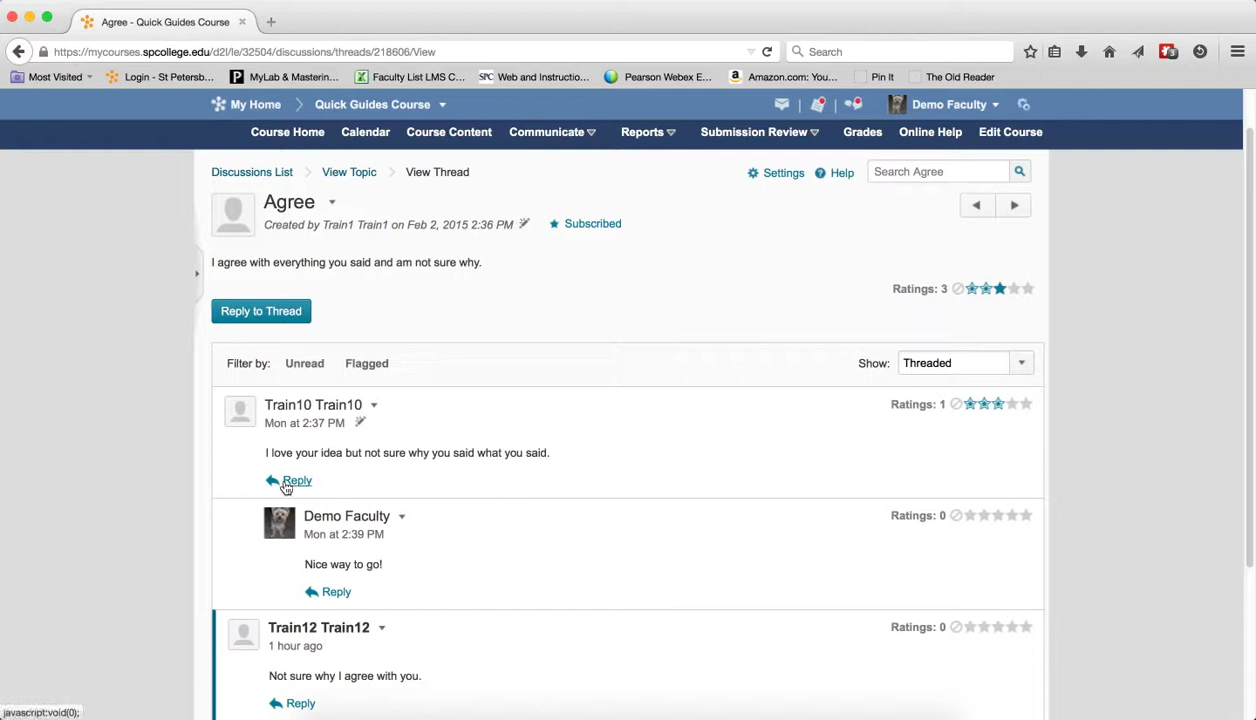 Agree - Quick Guides Course
https://mycourses.spcollege.edu/d2l/le/32504/discussions/threads/218606/View
Search
Most Visited
Login - St Petersb...
MyLab & Mastering...
Faculty List LMS C...
SPC
Web and Instructio...
Pearson Webex E...
Amazon.com: You...
Pin It
The Old Reader
My Home
Quick Guides Course
Demo Faculty
Course Home
Calendar
Course Content
Communicate
Reports
Submission Review
Grades
Online Help
Edit Course
Discussions List
View Topic
View Thread
Settings
Help
Search Agree
Agree
Created by Train1 Train1 on Feb 2, 2015 2:36 PM
Subscribed
I agree with everything you said and am not sure why.
Ratings: 3
Reply to Thread
Filter by:
Unread
Flagged
Show:
Threaded
Train10 Train10
Ratings: 1
Mon at 2:37 PM
I love your idea but not sure why you said what you said.
Reply
Demo Faculty
Ratings: 0
Mon at 2:39 PM
Nice way to go!
Reply
Train12 Train12
Ratings: 0
1 hour ago
Not sure why I agree with you.
Reply
javascript:void(0);